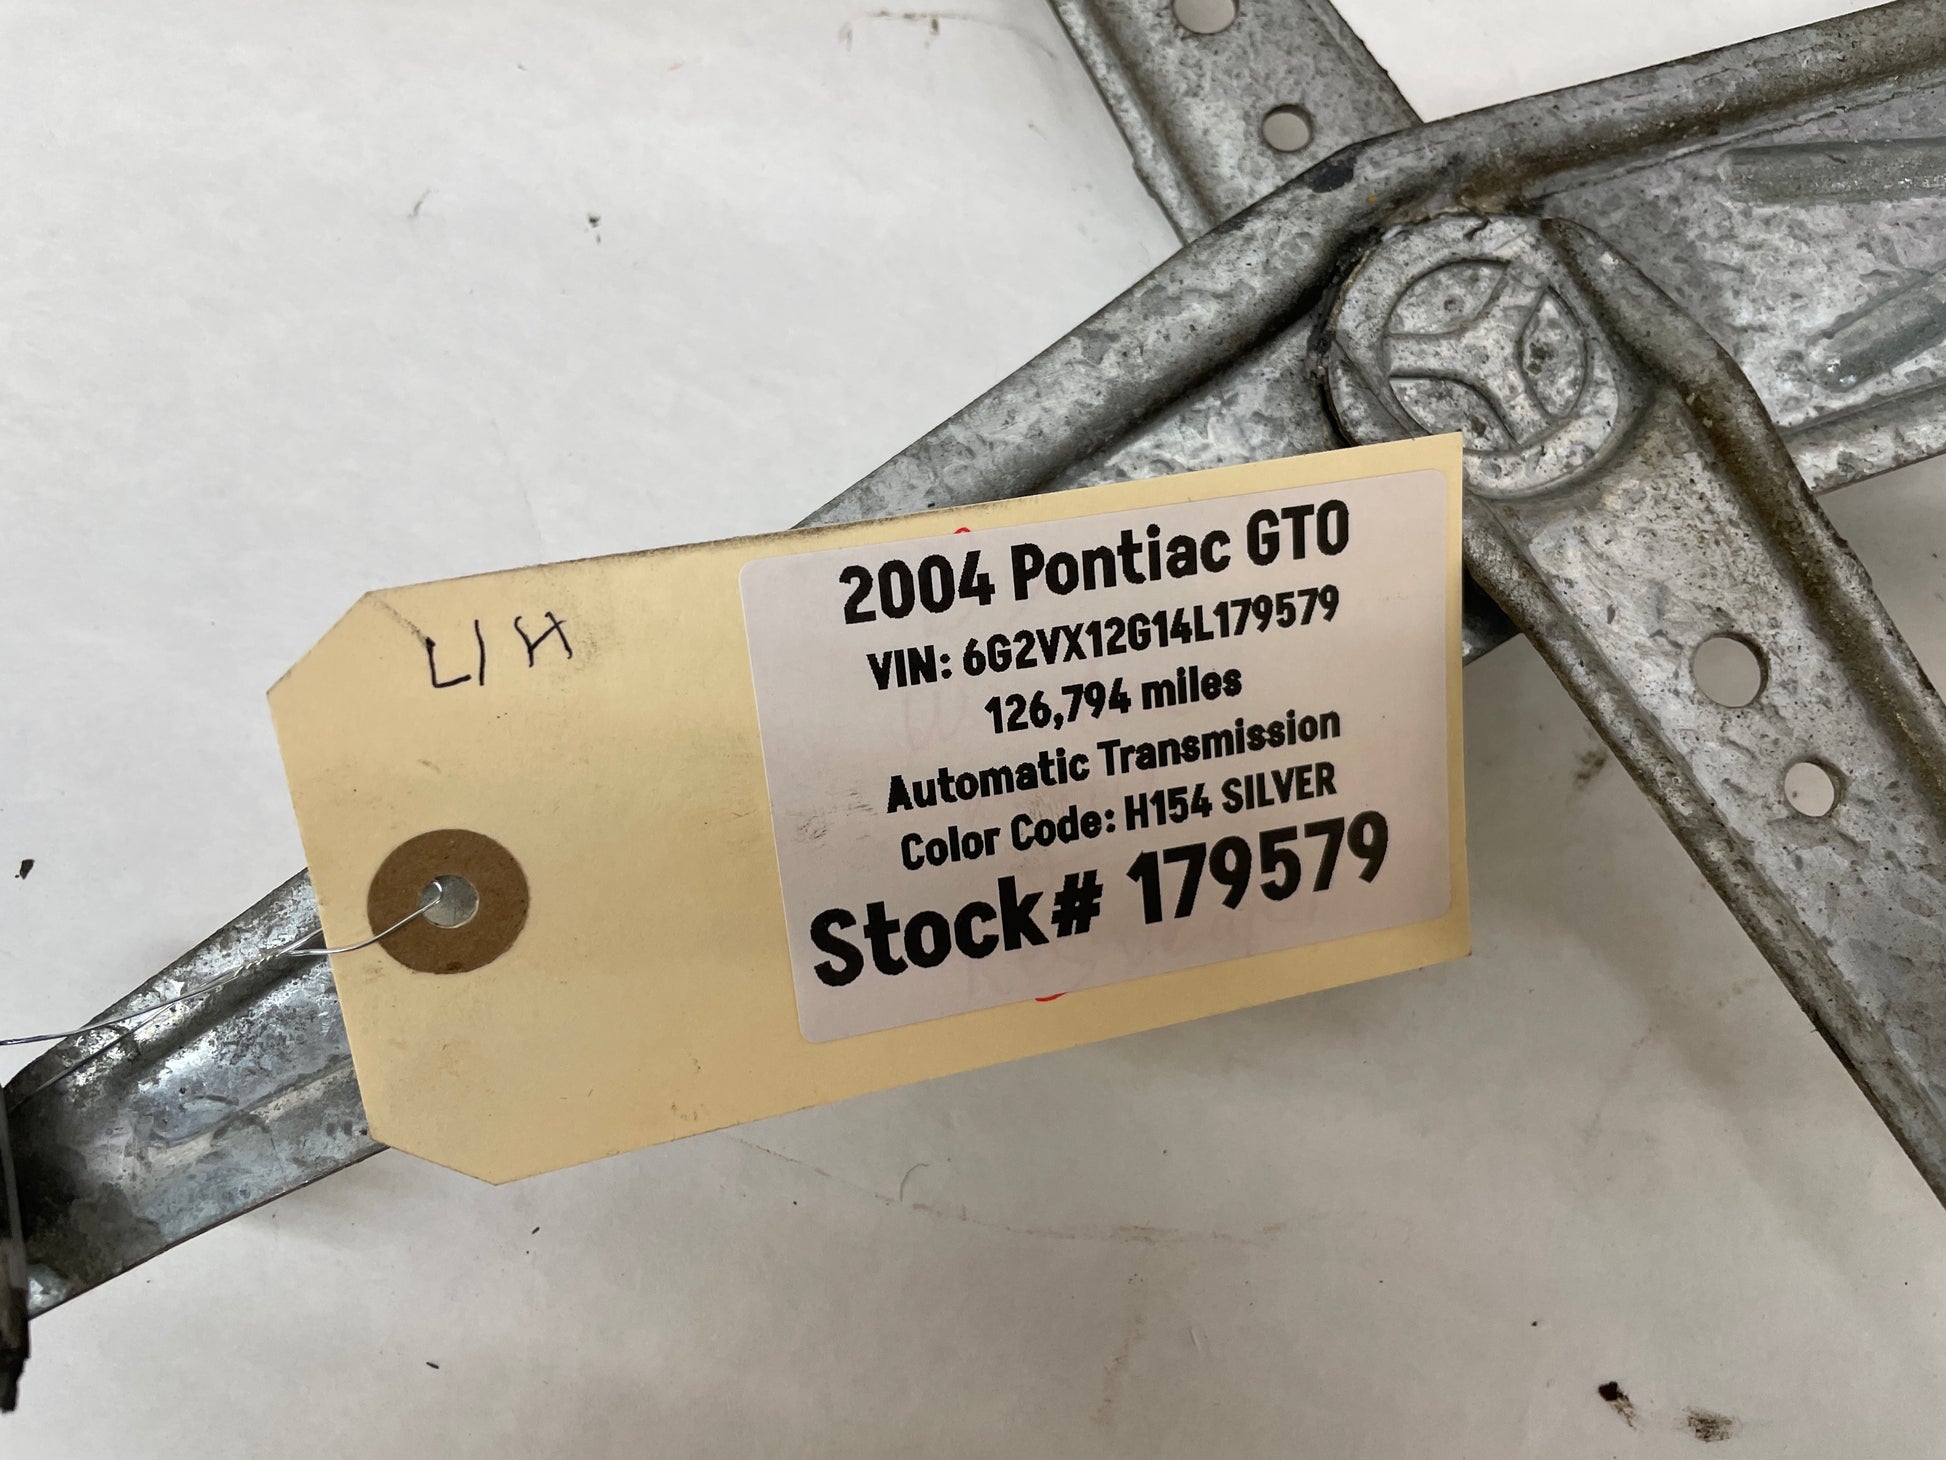 L/H
2004 Pontiac GTO
VIN: 6G2VX12G14L179579
126,794 miles
Automatic Transmission
Color Code: H154 SILVER
Stock# 179579